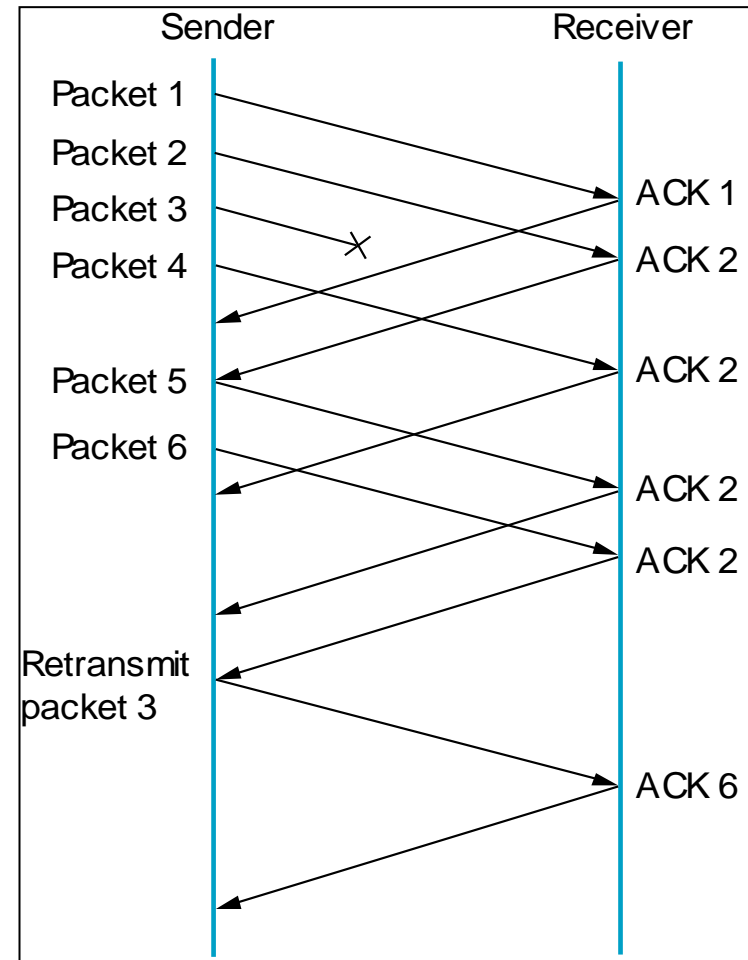 Sender Receiver
Packet 1
Packet 2
Packet 3
Packet 4
Packet 5
Packet 6
Retransmit
packet 3
ACK 1
ACK 2
ACK 2
ACK 2
ACK 2
ACK 6